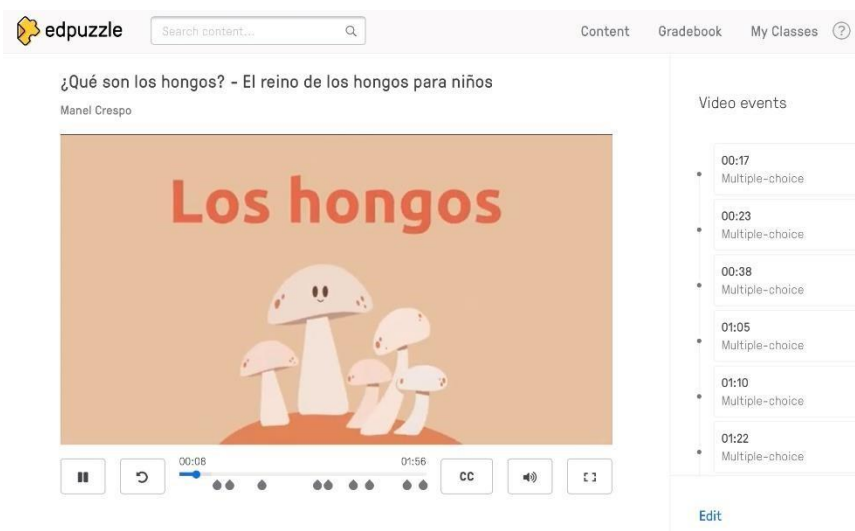 edpuzzle
Search content...
Content
Gradebook
My Classes
?
¿Qué son los hongos? - El reino de los hongos para niños
Manel Crespo
Los hongos
00:08
01:56
CC
Video events
00:17
Multiple-choice
00:23
Multiple-choice
00:38
Multiple-choice
01:05
Multiple-choice
01:10
Multiple-choice
01:22
Multiple-choice
Edit